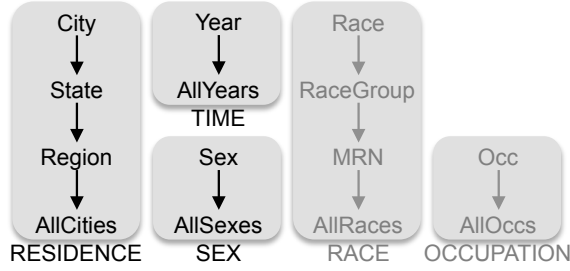 City
State
Region
AllCities
RESIDENCE
Year
AllYears
TIME
Sex
AllSexes
SEX
Race
RaceGroup
MRN
AllRaces
RACE
Occ
AllOccs
OCCUPATION